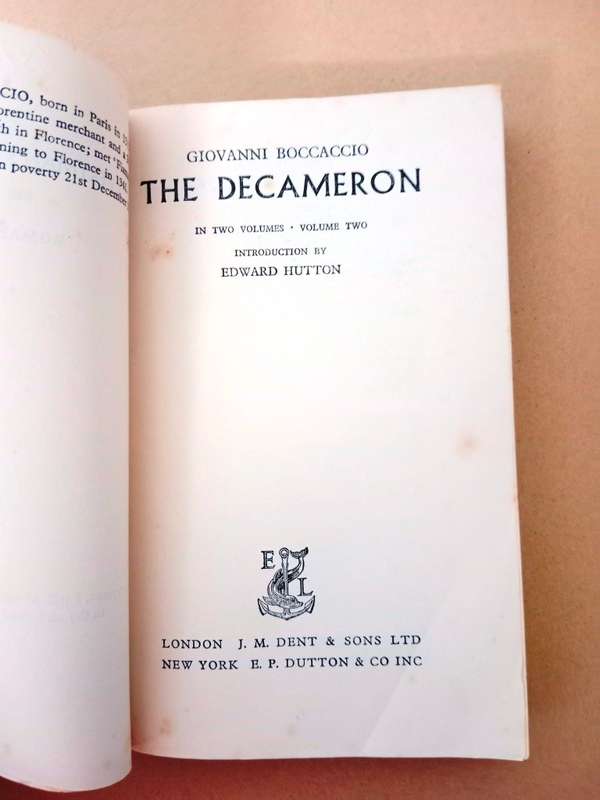 CIO, born in Paris in
orentine merchant and a
th in Florence; met 'Fiam
ning to Florence in 134
n poverty 21st December
GIOVANNI BOCCACCIO
THE DECAMERON
IN TWO VOLUMES · VOLUME TWO
INTRODUCTION BY
EDWARD HUTTON
E L
LONDON J. M. DENT & SONS LTD
NEW YORK E. P. DUTTON & CO INC